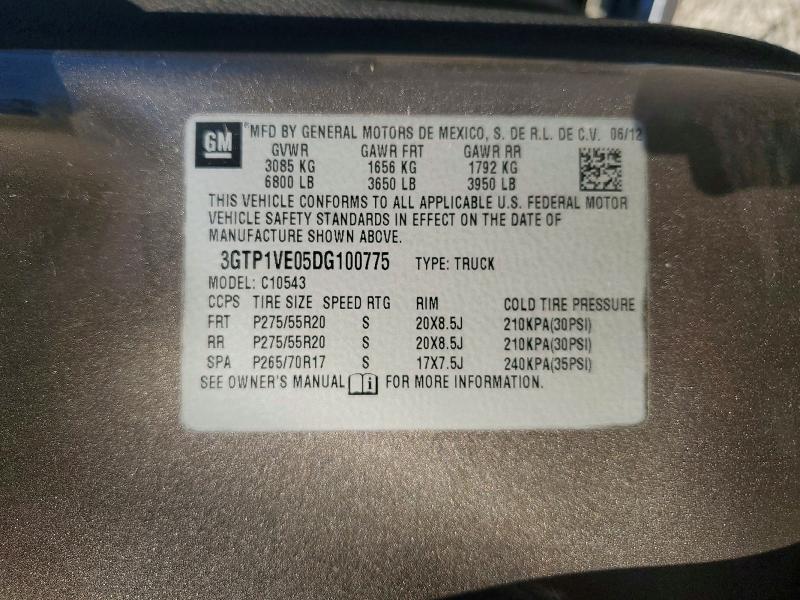 GM
MFD BY GENERAL MOTORS DE MEXICO, S. DE R.L. DE C.V. 06/12
GVWR GAWR FRT GAWR RR
3085 KG 1656 KG 1792 KG
6800 LB 3650 LB 3950 LB
THIS VEHICLE CONFORMS TO ALL APPLICABLE U.S. FEDERAL MOTOR
VEHICLE SAFETY STANDARDS IN EFFECT ON THE DATE OF
MANUFACTURE SHOWN ABOVE.
3GTP1VE05DG100775 TYPE: TRUCK
MODEL: C10543
CCPS TIRE SIZE SPEED RTG RIM COLD TIRE PRESSURE
FRT P275/55R20 S 20X8.5J 210KPA(30PSI)
RR P275/55R20 S 20X8.5J 210KPA(30PSI)
SPA P265/70R17 S 17X7.5J 240KPA(35PSI)
SEE OWNER'S MANUAL i FOR MORE INFORMATION.